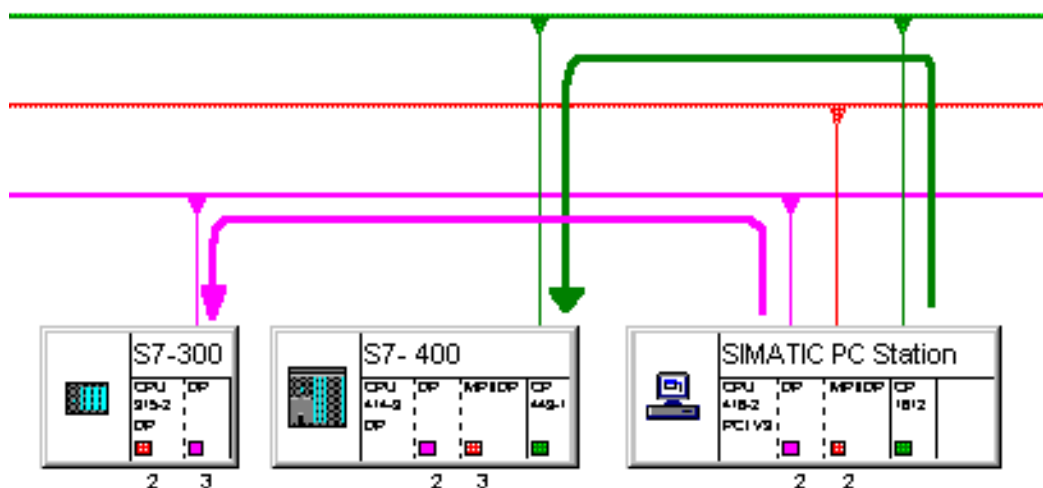 S7-300
CPU DP
315-2
DP
2 3
S7- 400
CPU DP MPI/DP CP
414-3 443-1
DP
2 3
SIMATIC PC Station
CPU DP MPI/DP CP
416-2 1612
PCI V3
2 2